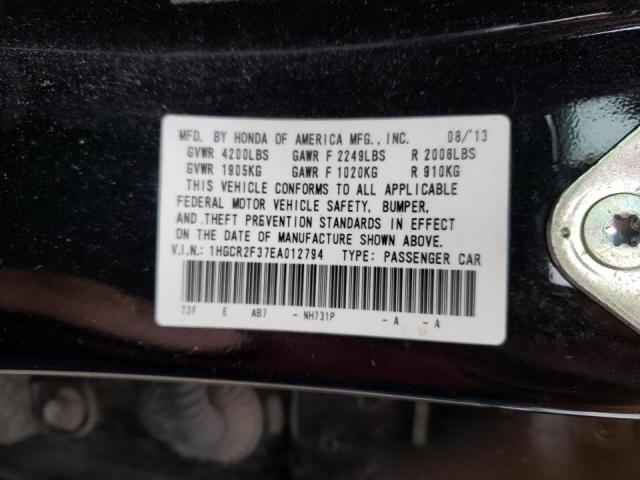 MFD. BY HONDA OF AMERICA MFG., INC. 08/'13
GVWR 4200LBS GAWR F 2249LBS R 2006LBS
GVWR 1905KG GAWR F 1020KG R 910KG
THIS VEHICLE CONFORMS TO ALL APPLICABLE
FEDERAL MOTOR VEHICLE SAFETY, BUMPER,
AND THEFT PREVENTION STANDARDS IN EFFECT
ON THE DATE OF MANUFACTURE SHOWN ABOVE.
V.I.N.: 1HGCR2F37EA012794 TYPE: PASSENGER CAR
T2F E AB7 - NH731P - A - A